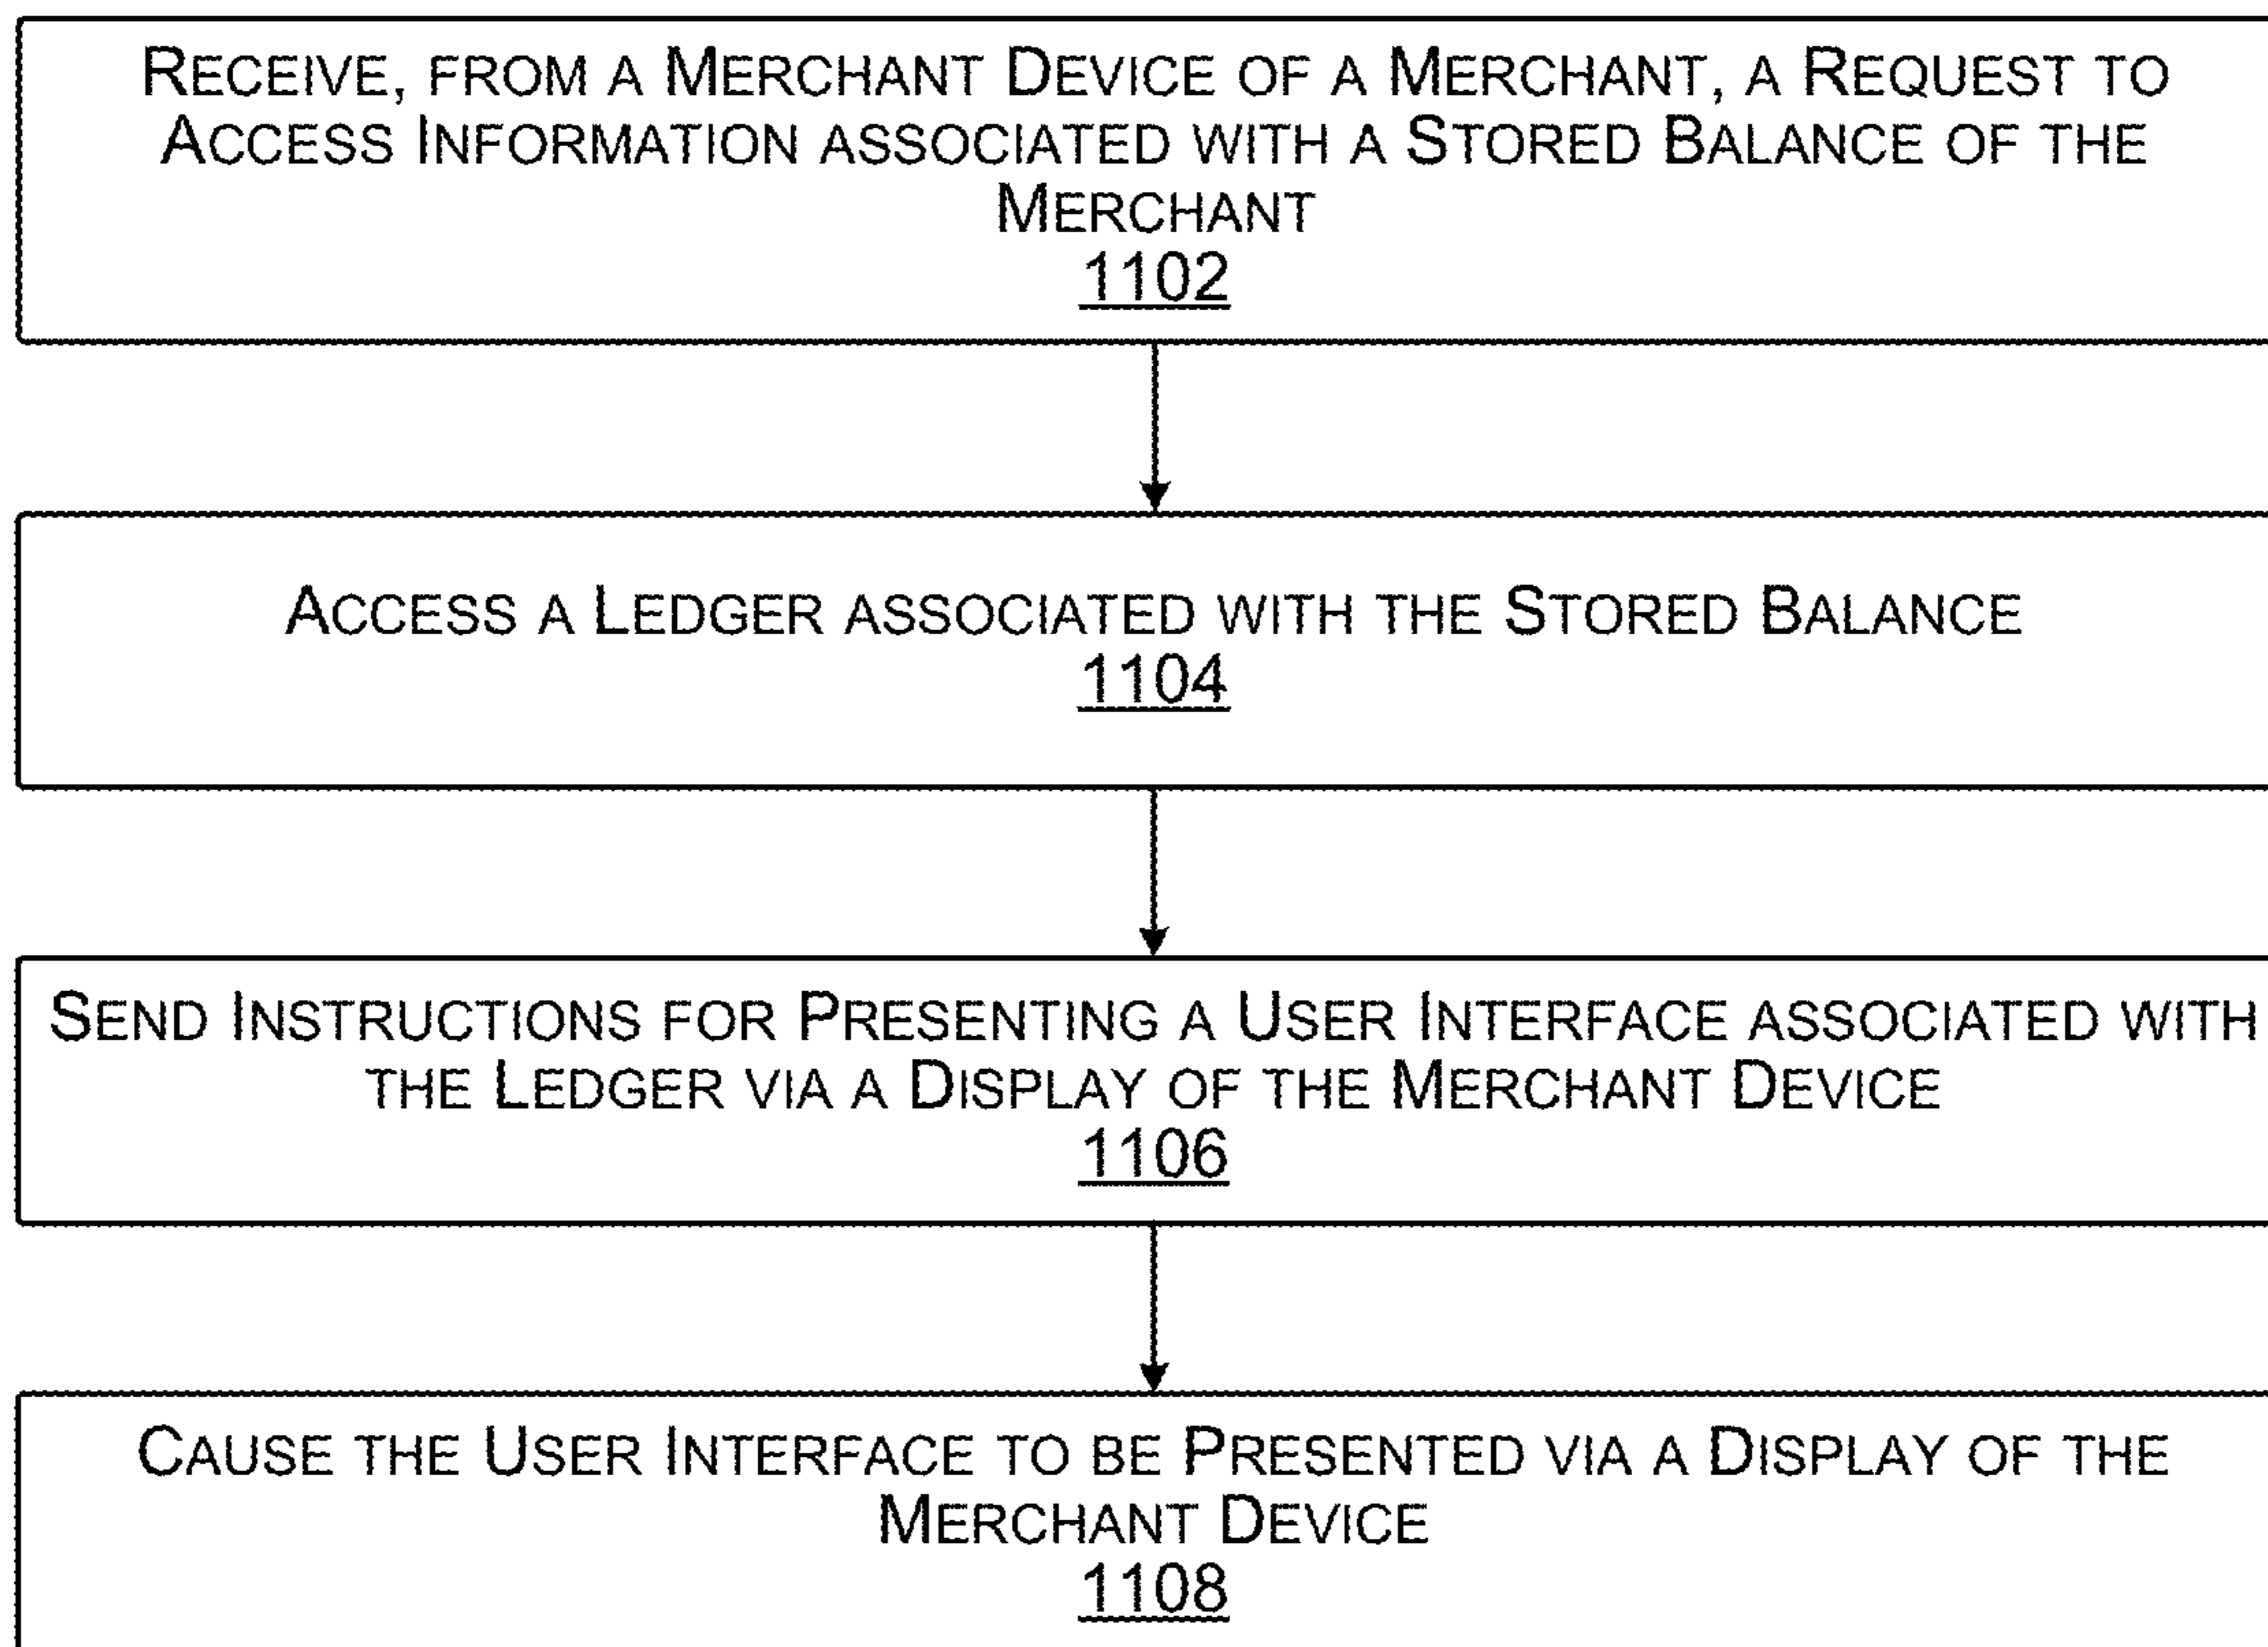 RECEIVE, FROM A MERCHANT DEVICE OF A MERCHANT, A REQUEST TO
ACCESS INFORMATION ASSOCIATED WITH A STORED BALANCE OF THE
MERCHANT
1102
ACCESS A LEDGER ASSOCIATED WITH THE STORED BALANCE
1104
SEND INSTRUCTIONS FOR PRESENTING A USER INTERFACE ASSOCIATED WITH
THE LEDGER VIA A DISPLAY OF THE MERCHANT DEVICE
1106
CAUSE THE USER INTERFACE TO BE PRESENTED VIA A DISPLAY OF THE
MERCHANT DEVICE
1108